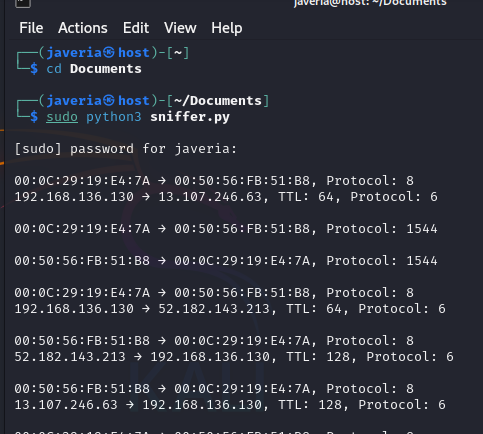 javeria@host: ~/Documents
File Actions Edit View Help
┌──(javeria㉿host)-[~]
└─$ cd Documents
┌──(javeria㉿host)-[~/Documents]
└─$ sudo python3 sniffer.py
[sudo] password for javeria:
00:0C:29:19:E4:7A → 00:50:56:FB:51:B8, Protocol: 8
192.168.136.130 → 13.107.246.63, TTL: 64, Protocol: 6
00:0C:29:19:E4:7A → 00:50:56:FB:51:B8, Protocol: 1544
00:50:56:FB:51:B8 → 00:0C:29:19:E4:7A, Protocol: 1544
00:0C:29:19:E4:7A → 00:50:56:FB:51:B8, Protocol: 8
192.168.136.130 → 52.182.143.213, TTL: 64, Protocol: 6
00:50:56:FB:51:B8 → 00:0C:29:19:E4:7A, Protocol: 8
52.182.143.213 → 192.168.136.130, TTL: 128, Protocol: 6
00:50:56:FB:51:B8 → 00:0C:29:19:E4:7A, Protocol: 8
13.107.246.63 → 192.168.136.130, TTL: 128, Protocol: 6